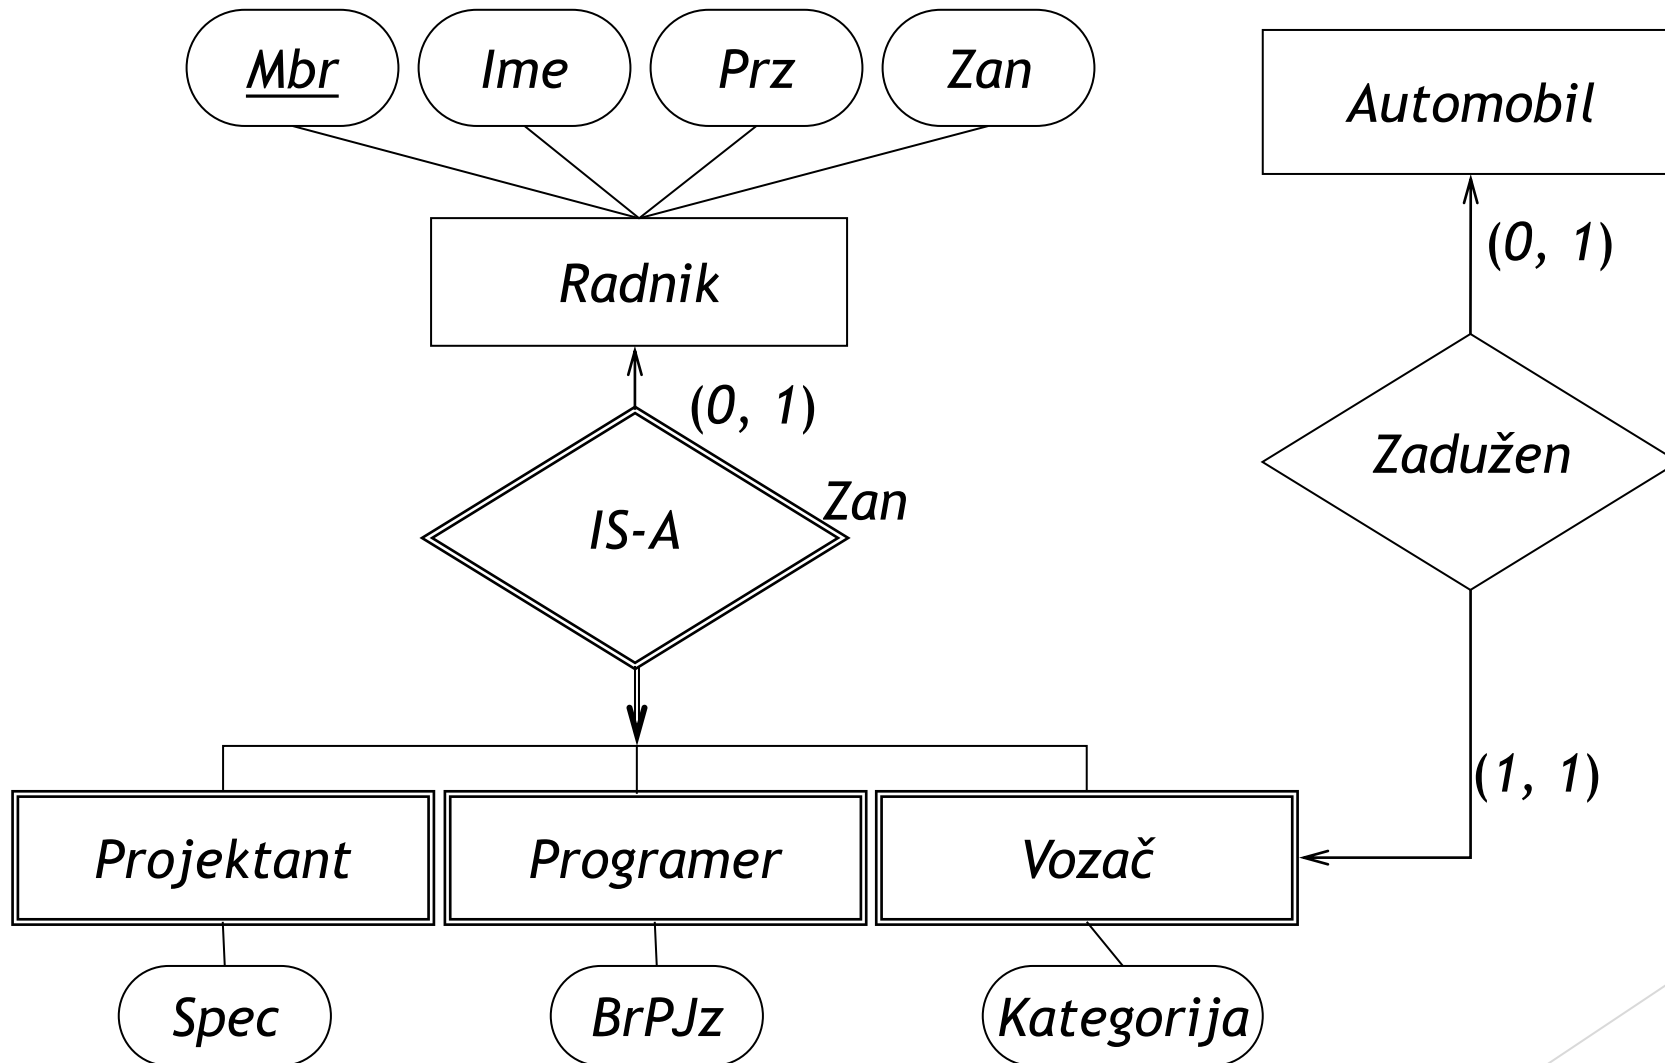 Mbr
Ime
Prz
Zan
Automobil
(0, 1)
Radnik
(0, 1)
Zadužen
Zan
IS-A
(1, 1)
Projektant
Programer
Vozač
Spec
BrPJz
Kategorija